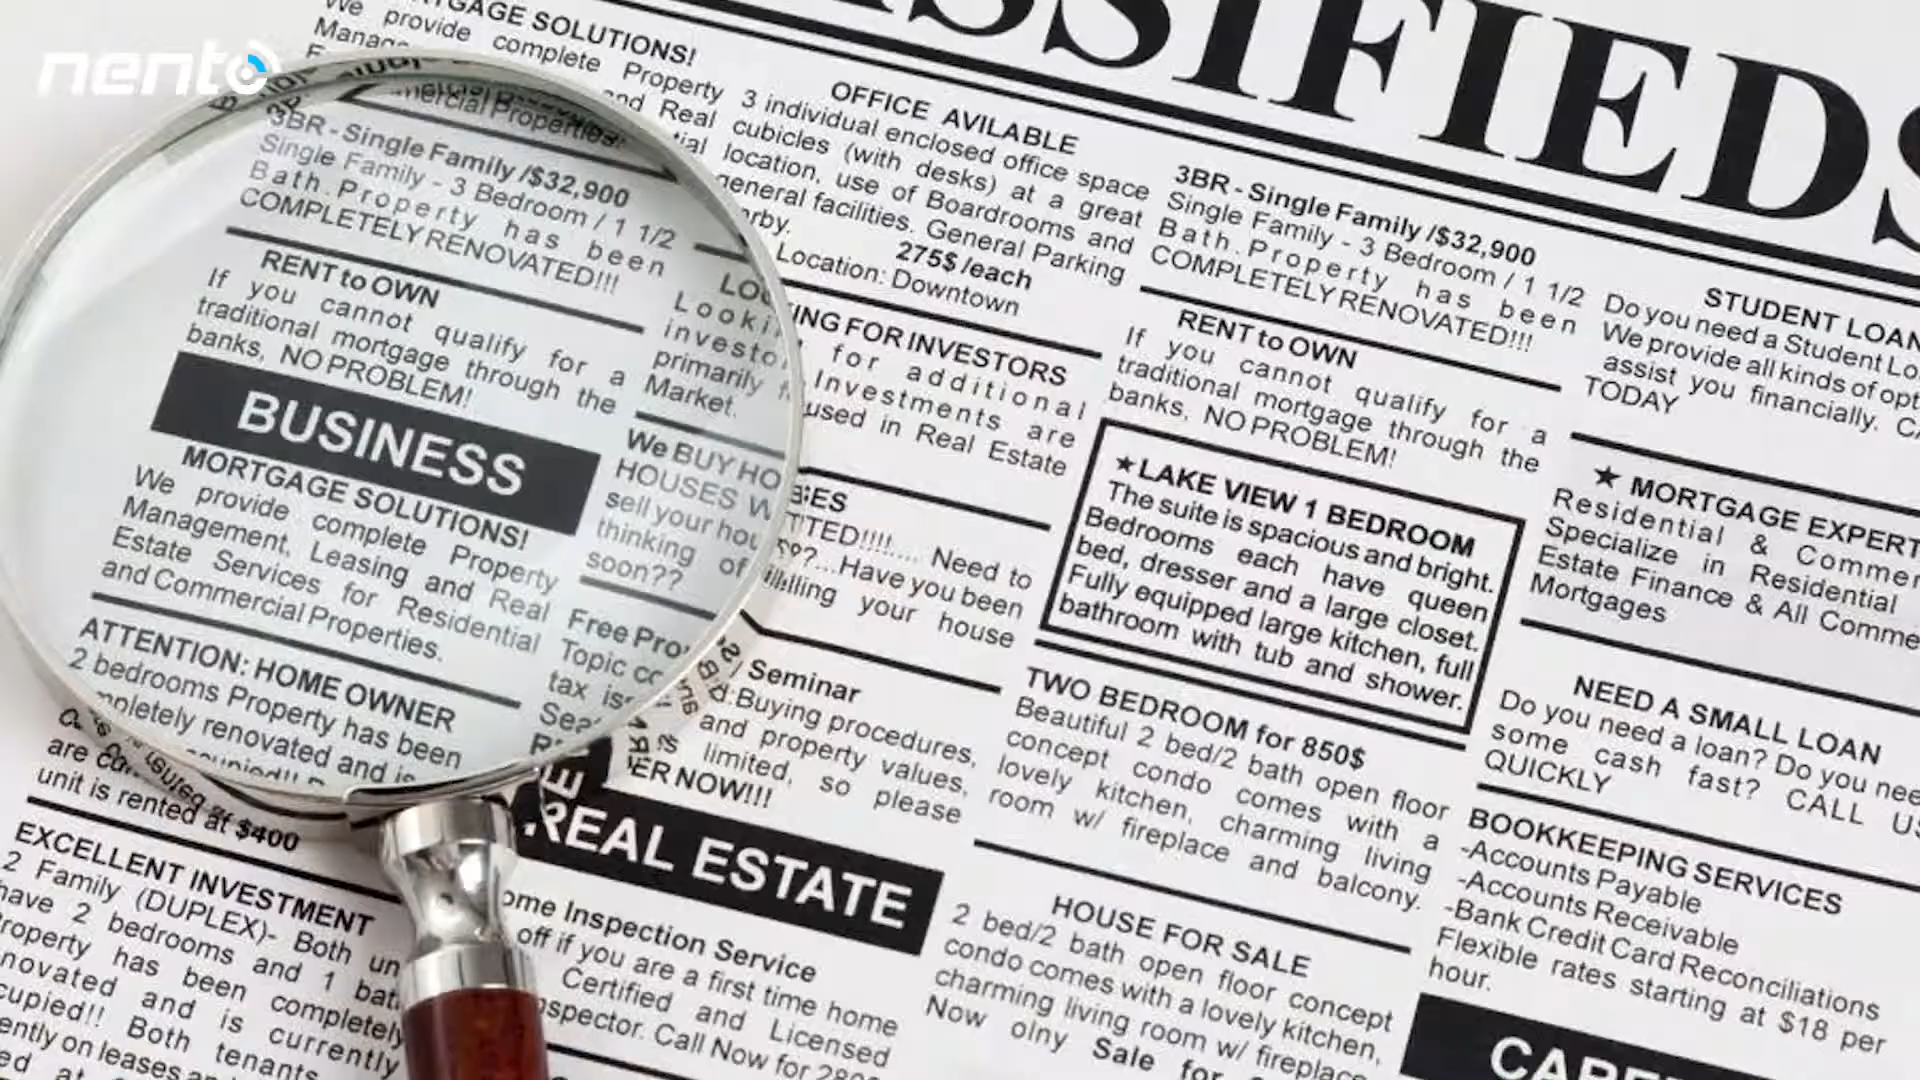 nento
MORTGAGE SOLUTIONS!
We provide complete Property
3BR - Single Family /$32,900
Single Family - 3 Bedroom / 1 1/2
Bath. Property has been
COMPLETELY RENOVATED!!!
RENT to OWN
If you cannot qualify for a
traditional mortgage through the
banks, NO PROBLEM!
BUSINESS
MORTGAGE SOLUTIONS!
We provide complete Property
Management, Leasing and Real
Estate Services for Residential
and Commercial Properties.
ATTENTION: HOME OWNER
2 bedrooms Property has been
completely renovated and is
unit is rented at $400
EXCELLENT INVESTMENT
2 Family (DUPLEX)- Both
have 2 bedrooms and 1
Property has been completely
and is currently
Both tenants
on leases
We BUY
HOUSES
sell your
thinking of
soon??
Free
Topic
tax
OFFICE AVILABLE
3 individual enclosed office space
cubicles (with desks) at a great
location, use of Boardrooms and
general facilities. General Parking
275$/each
Location: Downtown
FOR INVESTORS
for additional
Investments are
used in Real Estate
Market.
Need to
Have you been
your house
Seminar
Buying procedures,
and property values,
limited, so please
NOW!!!
REAL ESTATE
Home Inspection Service
off if you are a first time home
Certified and Licensed
Call Now for
CLASSIFIEDS
3BR - Single Family /$32,900
Single Family - 3 Bedroom / 1 1/2
Bath. Property has been
COMPLETELY RENOVATED!!!
RENT to OWN
If you cannot qualify for a
traditional mortgage through the
banks, NO PROBLEM!
★LAKE VIEW 1 BEDROOM
The suite is spacious and bright.
Bedrooms each have queen
bed, dresser and a large closet.
Fully equipped large kitchen, full
bathroom with tub and shower.
TWO BEDROOM for 850$
Beautiful 2 bed/2 bath open floor
concept condo comes with a
lovely kitchen, charming living
room w/ fireplace and balcony.
HOUSE FOR SALE
2 bed/2 bath open floor concept
condo comes with a lovely kitchen,
charming living room w/ fireplace
Now olny Sale for
STUDENT LOAN
Do you need a Student
We provide all kinds of
assist you financially.
TODAY
★ MORTGAGE EXPERT
Residential &
Specialize in Residential
Estate Finance & All
Mortgages
NEED A SMALL LOAN
Do you need a loan? Do you
some cash fast? CALL
QUICKLY
BOOKKEEPING SERVICES
-Accounts Payable
-Accounts Receivable
-Bank Credit Card Reconciliations
Flexible rates starting at $18 per
hour.